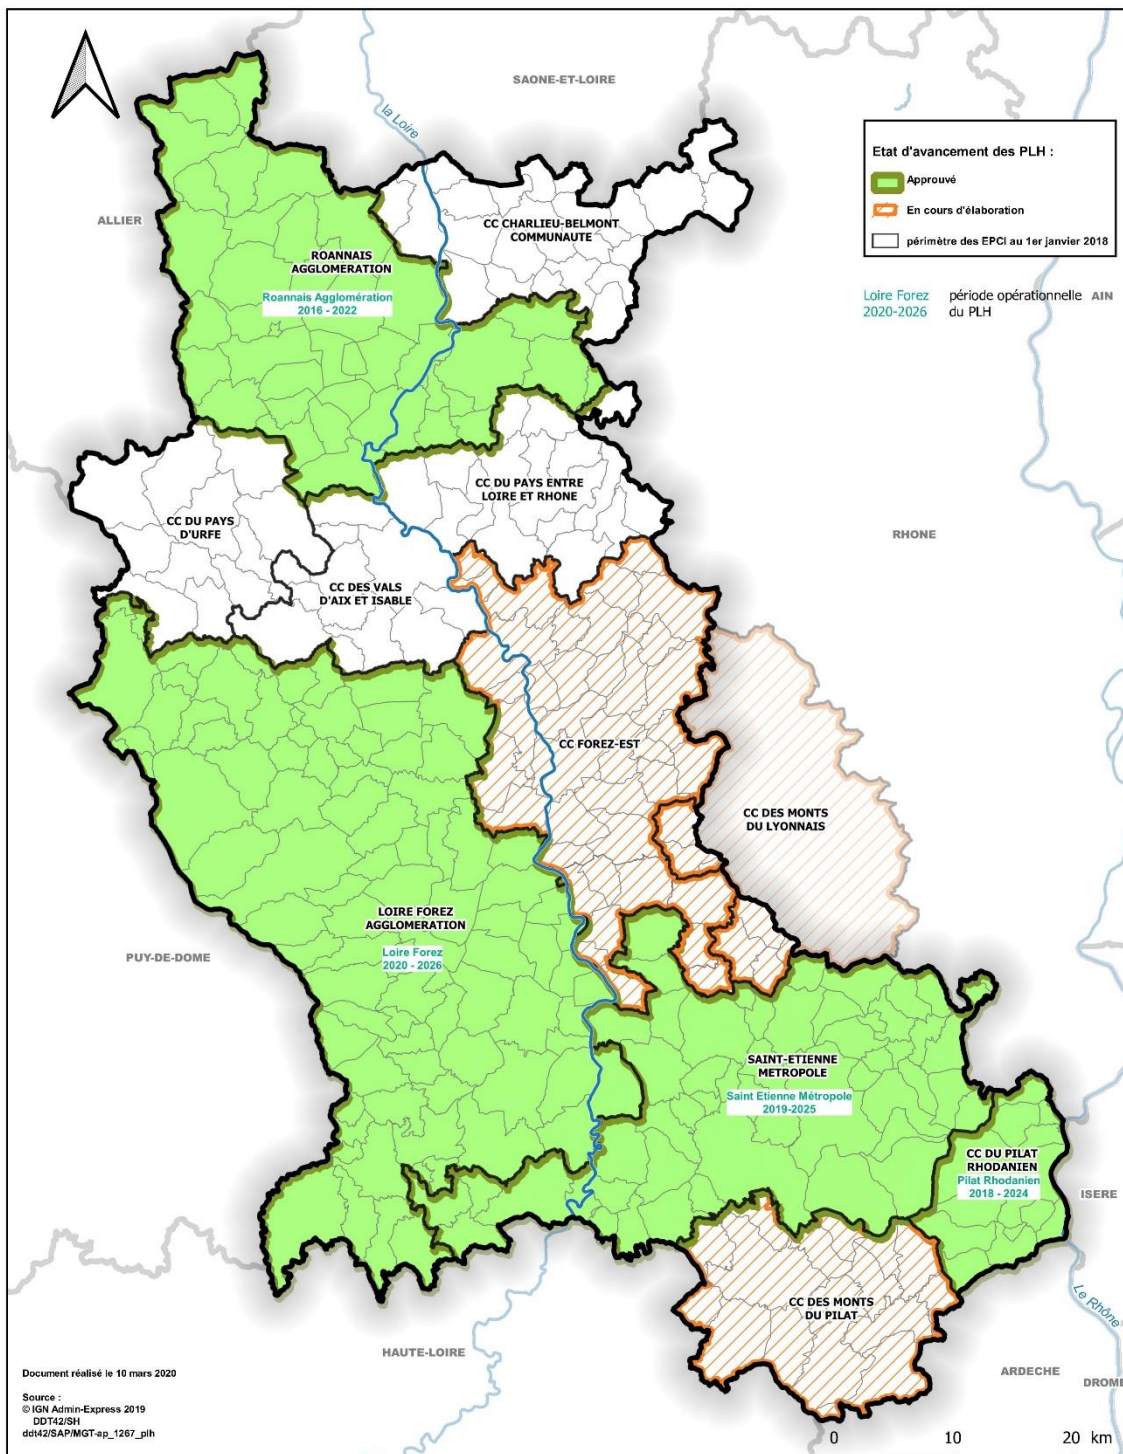 SAONE-ET-LOIRE
la Loire
Etat d'avancement des PLH :
Approuvé
En cours d'élaboration
périmètre des EPCI au 1er janvier 2018
ALLIER
CC CHARLIEU-BELMONT
COMMUNAUTE
ROANNAIS
AGGLOMERATION
Roannais Agglomération
2016 - 2022
Loire Forez
2020-2026
période opérationnelle
du PLH
AIN
CC DU PAYS ENTRE
LOIRE ET RHONE
CC DU PAYS
D'URFE
RHONE
CC DES VALS
D'AIX ET ISABLE
CC FOREZ-EST
CC DES MONTS
DU LYONNAIS
LOIRE FOREZ
AGGLOMERATION
Loire Forez
2020 - 2026
PUY-DE-DOME
SAINT-ETIENNE
METROPOLE
Saint Etienne Métropole
2019-2025
CC DU PILAT
RHODANIEN
Pilat Rhodanien
2018 - 2024
ISERE
CC DES MONTS
DU PILAT
Le Rhône
HAUTE-LOIRE
ARDECHE
DROME
Document réalisé le 10 mars 2020
Source :
© IGN Admin-Express 2019
DDT42/SH
ddt42/SAP/MGT-ap_1267_plh
0 10 20 km